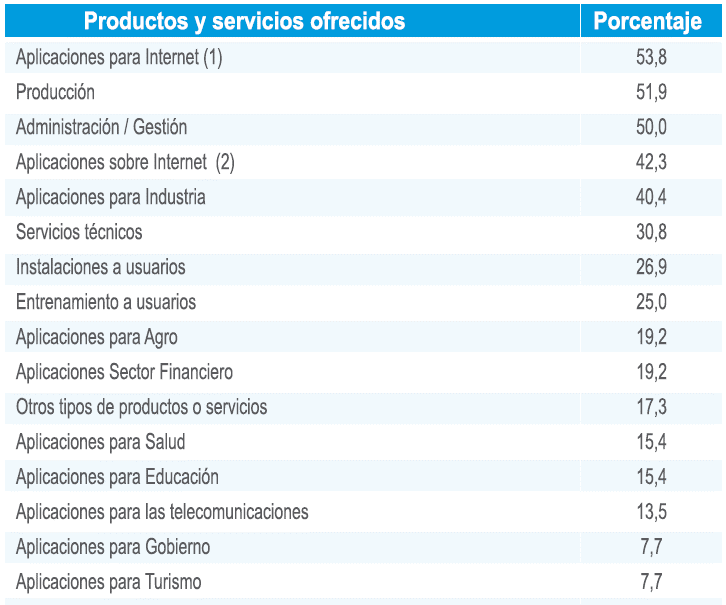 Productos y servicios ofrecidos Porcentaje
Aplicaciones para Internet (1) 53,8
Producción 51,9
Administración / Gestión 50,0
Aplicaciones sobre Internet (2) 42,3
Aplicaciones para Industria 40,4
Servicios técnicos 30,8
Instalaciones a usuarios 26,9
Entrenamiento a usuarios 25,0
Aplicaciones para Agro 19,2
Aplicaciones Sector Financiero 19,2
Otros tipos de productos o servicios 17,3
Aplicaciones para Salud 15,4
Aplicaciones para Educación 15,4
Aplicaciones para las telecomunicaciones 13,5
Aplicaciones para Gobierno 7,7
Aplicaciones para Turismo 7,7